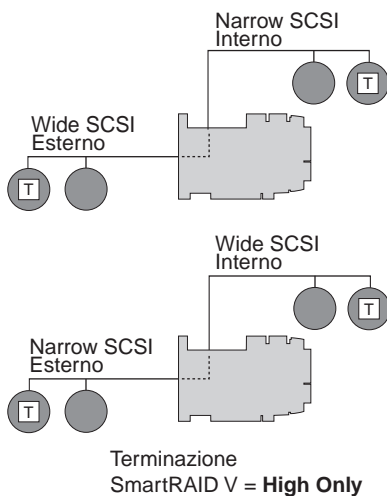 Narrow SCSI
Interno
T
Wide SCSI
Esterno
T
Wide SCSI
Interno
T
Narrow SCSI
Esterno
T
Terminazione
SmartRAID V = High Only